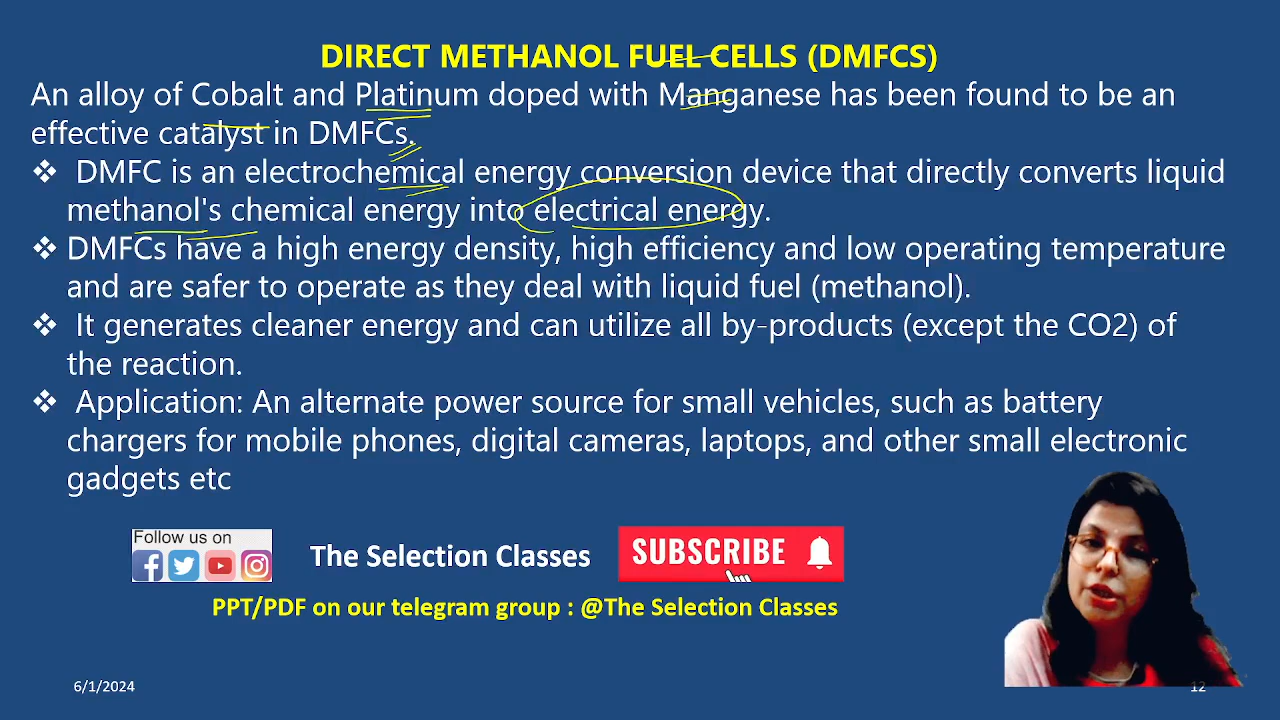 DIRECT METHANOL FUEL CELLS (DMFCS)
An alloy of Cobalt and Platinum doped with Manganese has been found to be an
effective catalyst in DMFCs.
❖ DMFC is an electrochemical energy conversion device that directly converts liquid
methanol's chemical energy into electrical energy.
❖ DMFCs have a high energy density, high efficiency and low operating temperature
and are safer to operate as they deal with liquid fuel (methanol).
❖ It generates cleaner energy and can utilize all by-products (except the CO2) of
the reaction.
❖ Application: An alternate power source for small vehicles, such as battery
chargers for mobile phones, digital cameras, laptops, and other small electronic
gadgets etc
Follow us on
The Selection Classes
SUBSCRIBE
PPT/PDF on our telegram group : @The Selection Classes
6/1/2024
12